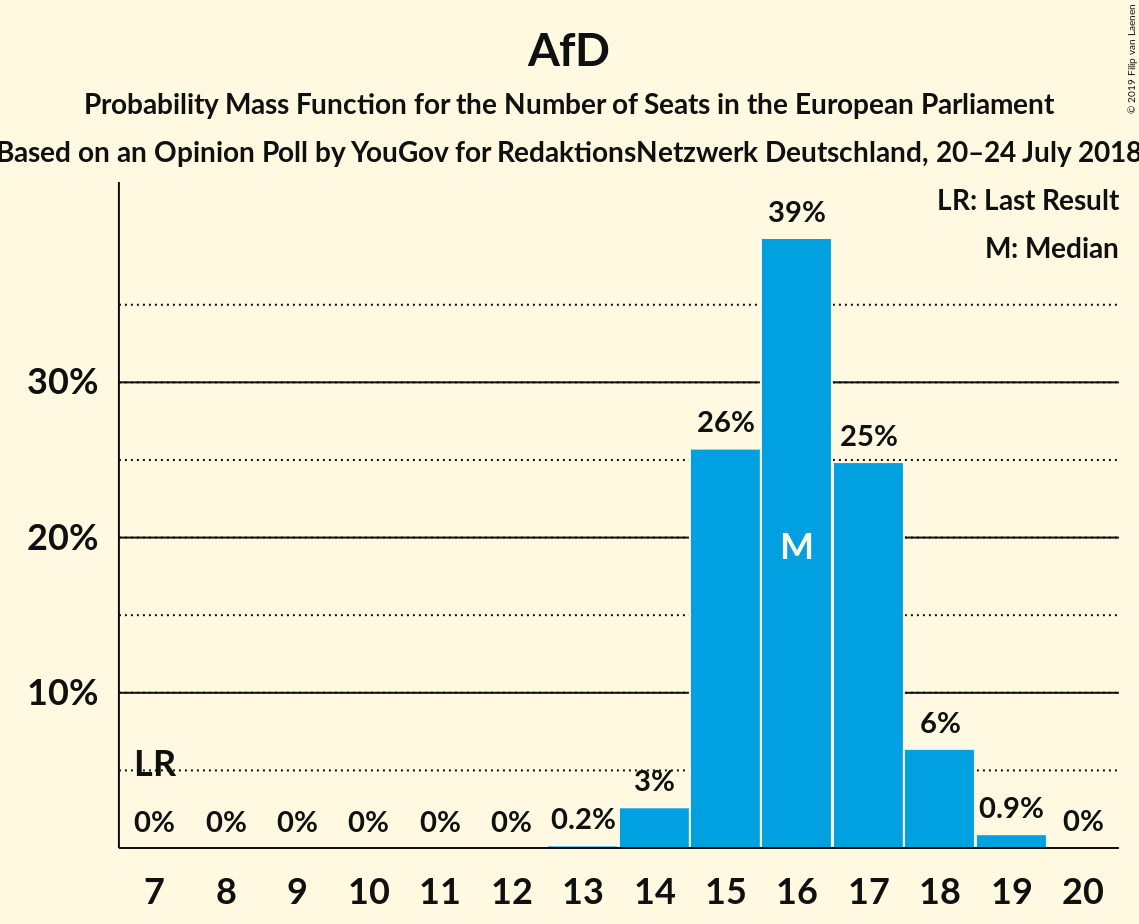 AfD
Probability Mass Function for the Number of Seats in the European Parliament
Based on an Opinion Poll by YouGov for RedaktionsNetzwerk Deutschland, 20–24 July 2018
© 2019 Filip van Laenen
LR: Last Result
M: Median
39%
30%
26%
25%
20%
M
10%
6%
LR
3%
0% 0% 0% 0% 0% 0% 0.2% 0.9% 0%
7 8 9 10 11 12 13 14 15 16 17 18 19 20